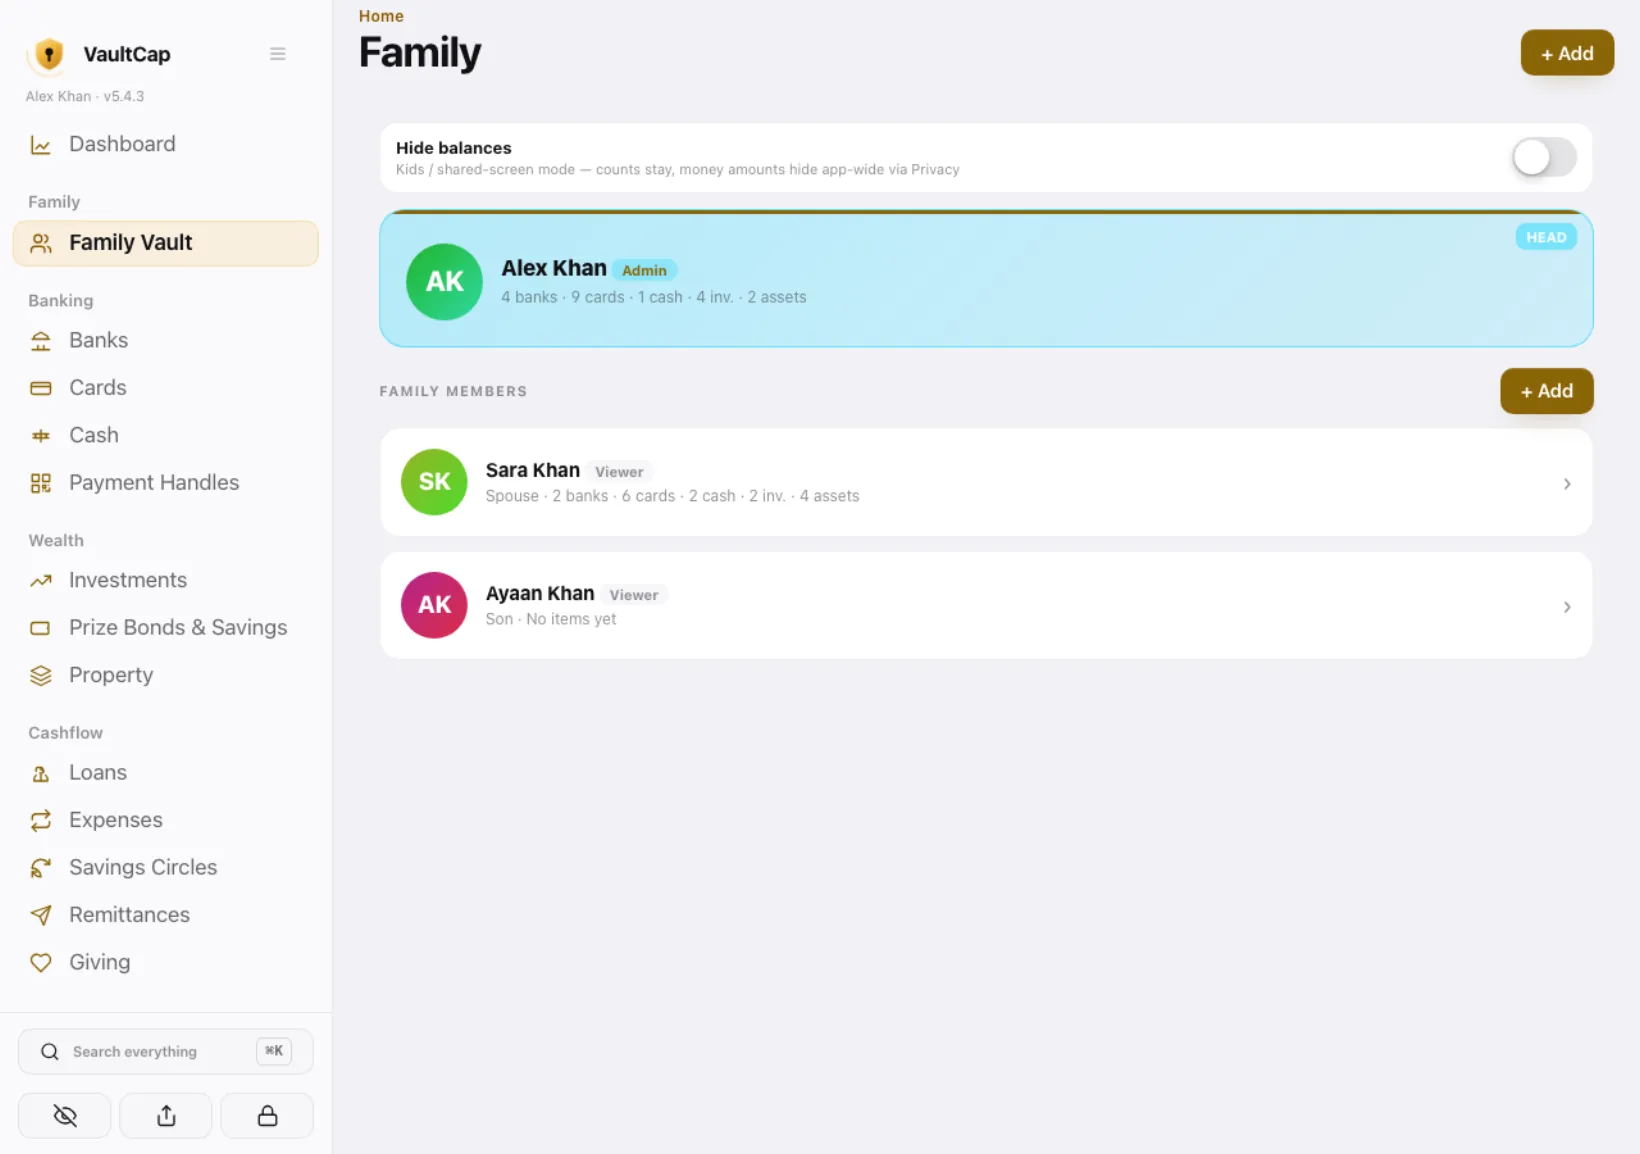 VaultCap
Alex Khan · v5.4.3
Dashboard
Family
Family Vault
Banking
Banks
Cards
Cash
Payment Handles
Wealth
Investments
Prize Bonds & Savings
Property
Cashflow
Loans
Expenses
Savings Circles
Remittances
Giving
Search everything ⌘K
Home
Family
+ Add
Hide balances
Kids / shared-screen mode — counts stay, money amounts hide app-wide via Privacy
HEAD
AK
Alex Khan Admin
4 banks · 9 cards · 1 cash · 4 inv. · 2 assets
FAMILY MEMBERS
+ Add
SK
Sara Khan Viewer
Spouse · 2 banks · 6 cards · 2 cash · 2 inv. · 4 assets
AK
Ayaan Khan Viewer
Son · No items yet